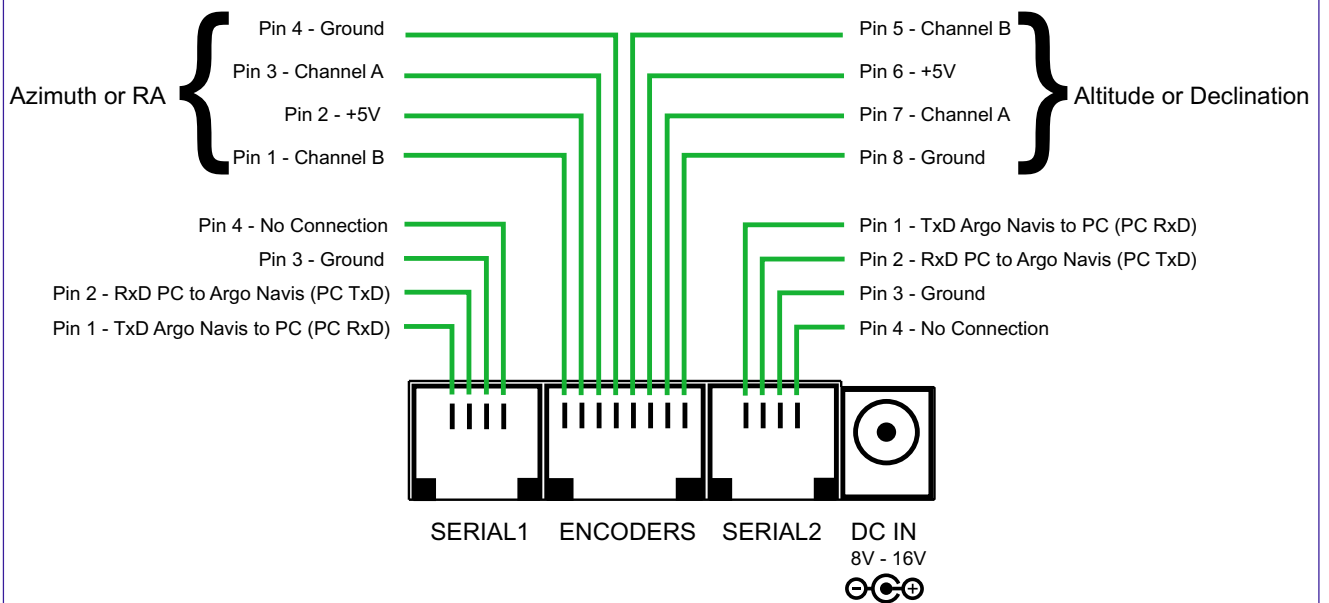 Pin 4 - Ground
Pin 3 - Channel A
Azimuth or RA
Pin 2 - +5V
Pin 1 - Channel B
Pin 5 - Channel B
Pin 6 - +5V
Altitude or Declination
Pin 7 - Channel A
Pin 8 - Ground
Pin 4 - No Connection
Pin 3 - Ground
Pin 2 - RxD PC to Argo Navis (PC TxD)
Pin 1 - TxD Argo Navis to PC (PC RxD)
Pin 1 - TxD Argo Navis to PC (PC RxD)
Pin 2 - RxD PC to Argo Navis (PC TxD)
Pin 3 - Ground
Pin 4 - No Connection
SERIAL1
ENCODERS
SERIAL2
DC IN
8V - 16V